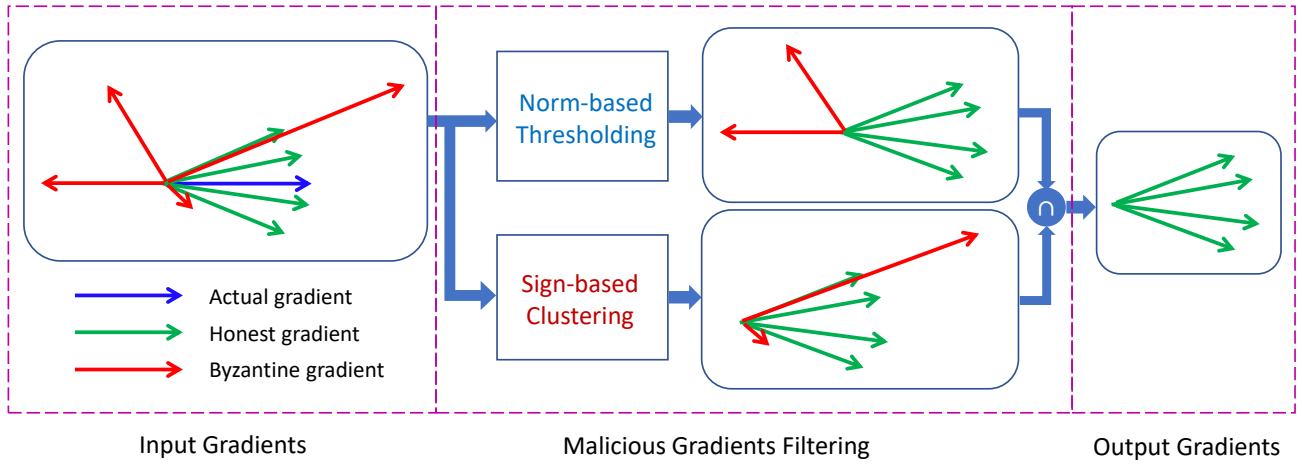 Norm-based
Thresholding
∩
Sign-based
Clustering
Actual gradient
Honest gradient
Byzantine gradient
Input Gradients
Malicious Gradients Filtering
Output Gradients